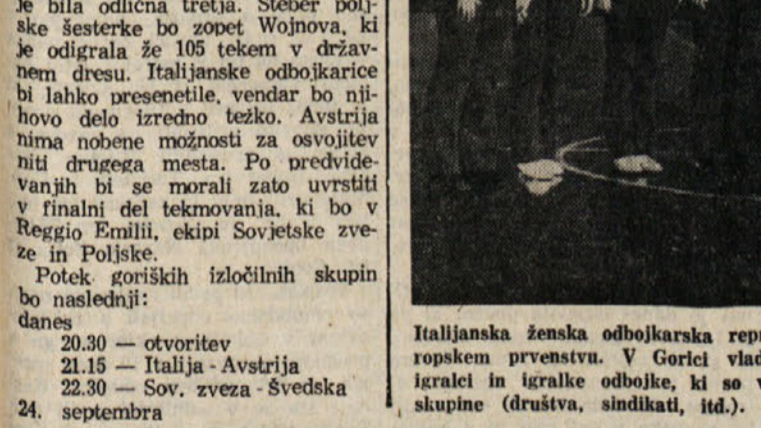 je bila odlična tretja. Steber polj-
ske šesterke bo zopet Wojnova, ki
je odigrala že 105 tekem v držav-
nem dresu. Italijanske odbojkarice
bi lahko presenetile, vendar bo nji-
hovo delo izredno težko. Avstrija
nima nobene možnosti za osvojitev
niti drugega mesta. Po predvide-
vanjih bi se morali zato uvrstiti
v finalni del tekmovanja, ki bo v
Reggio Emilii, ekipi Sovjetske zve-
ze in Poljske.
Potek goriških izločilnih skupin
bo naslednji:
danes
20.30 — otvoritev
21.15 — Italija - Avstrija
22.30 — Sov. zveza - Švedska
24. septembra
Italijanska ženska odbojkarska repr
ropskem prvenstvu. V Gorici vlad
igralci in igralke odbojke, ki so v
skupine (društva, sindikati, itd.).